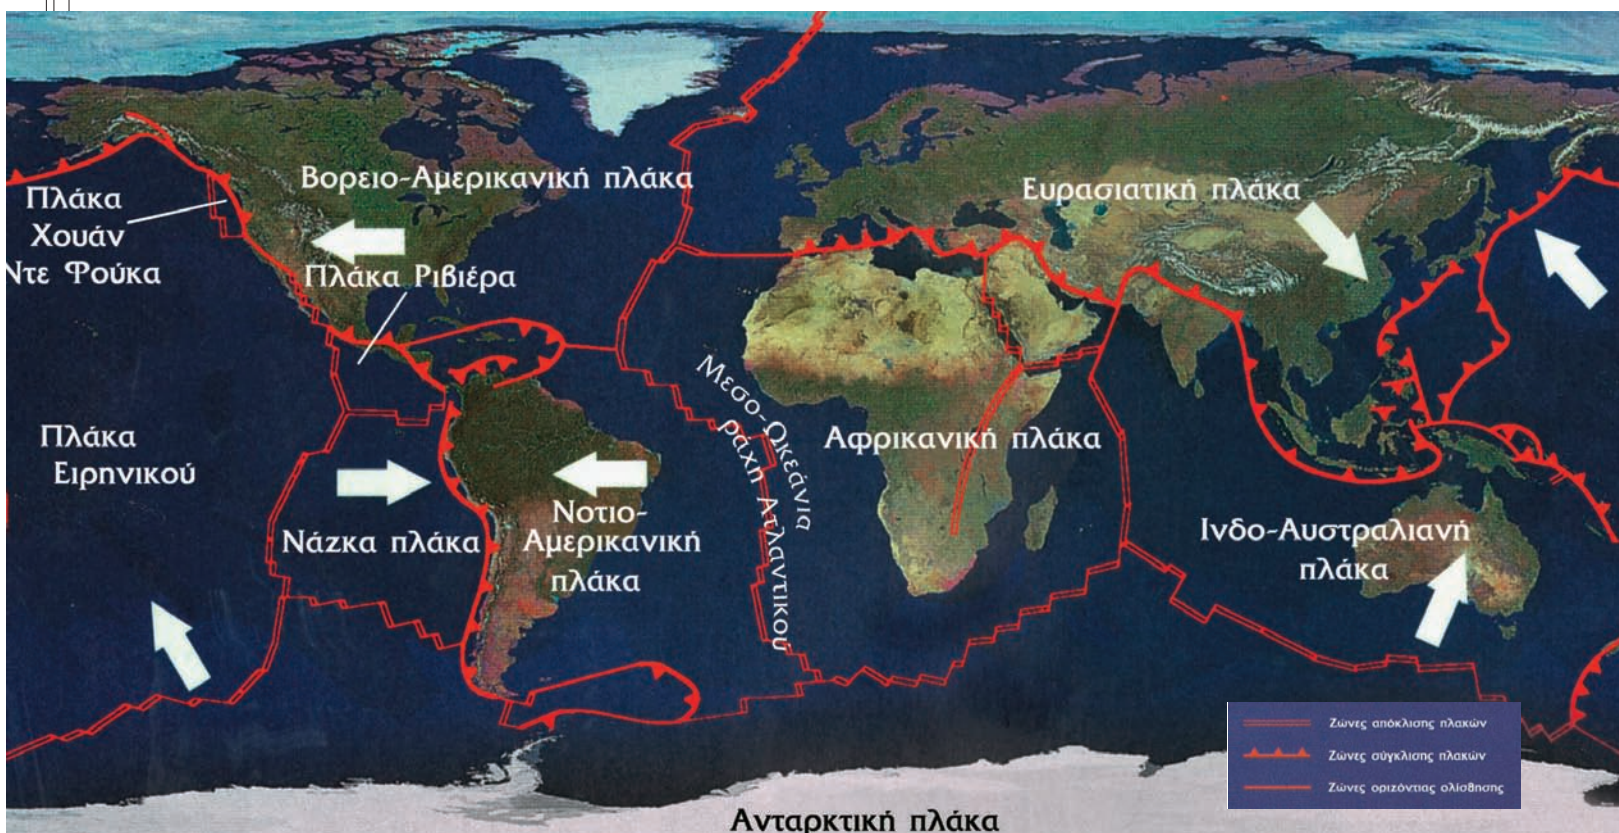 Βορειο-Αμερικανική πλάκα
Ευρασιατική πλάκα
Πλάκα
Χουάν
Ντε Φούκα
Πλάκα Ριβιέρα
Μεσο-Ωκεάνια
ράχη Ατλαντικού
Αφρικανική πλάκα
Πλάκα
Ειρηνικού
Νάζκα πλάκα
Νοτιο-
Αμερικανική
πλάκα
Ινδο-Αυστραλιανή
πλάκα
Ζώνες απόκλισης πλακών
Ζώνες σύγκλισης πλακών
Ζώνες οριζόντιας ολίσθησης
Ανταρκτική πλάκα